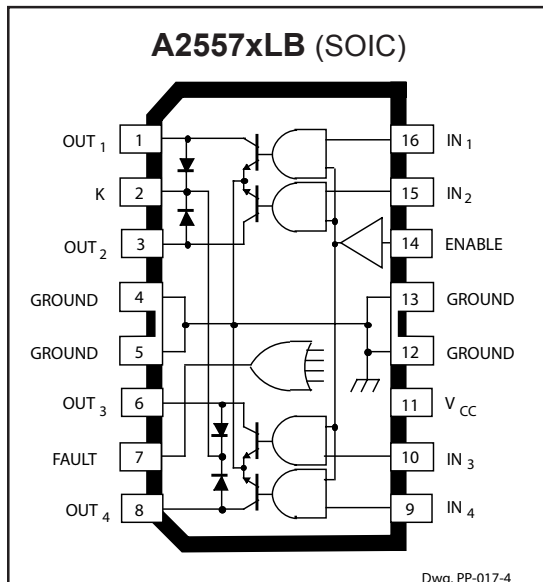 A2557xLB (SOIC)
OUT 1 1 16 IN 1
K 2 15 IN 2
OUT 2 3 14 ENABLE
GROUND 4 13 GROUND
GROUND 5 12 GROUND
OUT 3 6 11 V CC
FAULT 7 10 IN 3
OUT 4 8 9 IN 4
Dwg. PP-017-4